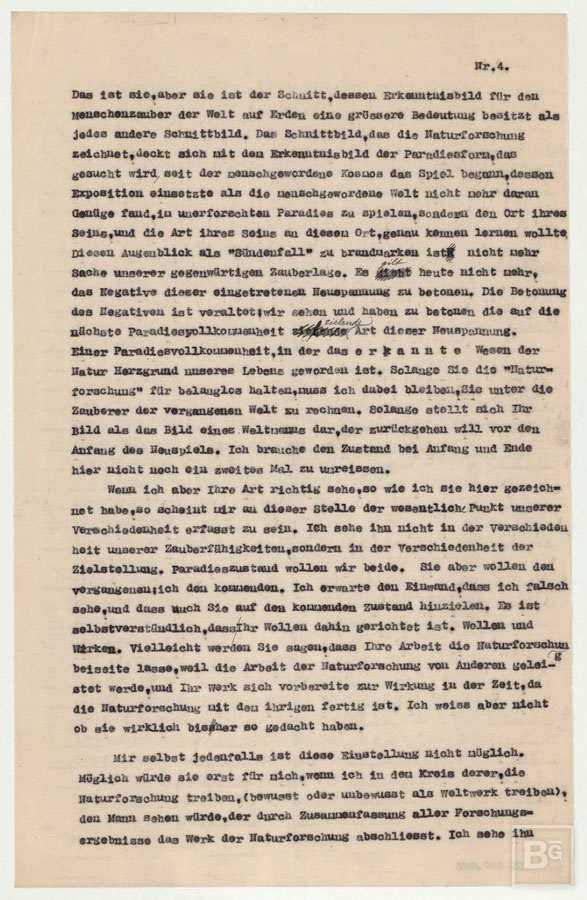 Nr.4.
Das ist sie,aber sie ist der Schnitt,dessen Erkenntnisbild für den
Menschenzauber der Welt auf Erden eine grössere Bedeutung besitzt als
jedes andere Schnittbild. Das Schnittbild,das die Naturforschung
zeichnet,deckt sich mit dem Erkenntnisbild der Paradiesform,das
gesucht wird, seit der menschgewordene Kosmos das Spiel begann,dessen
Exposition einsetzte als die menschgewordene Welt nicht mehr daran
Genüge fand,im unerforschten Paradies zu spielen,sondern den Ort ihres
Seins,und die Art ihres Seins an diesem Ort,genau kennen lernen wollte.
Diesen Augenblick als "Sündenfall" zu brandmarken ist nicht mehr
Sache unserer gegenwärtigen Zauberlage. Es gilt heute nicht mehr,
das Negative dieser eingetretenen Neuspannung zu betonen. Die Betonung
des Negativen ist veraltet;wir sehen und haben zu betonen die auf die
nächste Paradiesvollkommenheit zielende Art dieser Neuspannung.
Einer Paradiesvollkommenheit,in der das e r k a n n t e Wesen der
Natur Herzgrund unseres Lebens geworden ist. Solange Sie die "Natur=
forschung" für belanglos halten,muss ich dabei bleiben,Sie unter die
Zauberer der vergangenen Welt zu rechnen. Solange stellt sich Ihr
Bild als das Bild eines Weltmanns dar,der zurückgehen will vor den
Anfang des Neuspiels. Ich brauche den Zustand bei Anfang und Ende
hier nicht noch ein zweites Mal zu umreissen.
Wenn ich aber Ihre Art richtig sehe,so wie ich sie hier gezeich-
net habe,so scheint mir an dieser Stelle der wesentliche Punkt unserer
Verschiedenheit erfasst zu sein. Ich sehe ihn nicht in der Verschieden
heit unserer Zauberfähigkeiten,sondern in der Verschiedenheit der
Zielstellung. Paradieszustand wollen wir beide. Sie aber wollen den
vergangenen;ich den kommenden. Ich erwarte den Einwand,dass ich falsch
sehe,und dass auch Sie auf den kommenden Zustand hinzielen. Es ist
selbstverständlich,dass Ihr Wollen dahin gerichtet ist. Wollen und
Wirken. Vielleicht werden Sie sagen,dass Ihre Arbeit die Naturforschung
beiseite lasse,weil die Arbeit der Naturforschung von Anderen gelei-
stet werde,und Ihr Werk sich vorbereite zur Wirkung in der Zeit,da
die Naturforschung mit dem ihrigen fertig ist. Ich weiss aber nicht
ob sie wirklich bisher so gedacht haben.
Mir selbst jedenfalls ist diese Einstellung nicht möglich.
Möglich würde sie erst für mich,wenn ich in dem Kreis derer,die
Naturforschung treiben,(bewusst oder unbewusst als Weltwerk treiben),
den Mann sehen würde,der durch Zusammenfassung aller Forschungs=
ergebnisse das Werk der Naturforschung abschliesst. Ich sehe ihn
BG